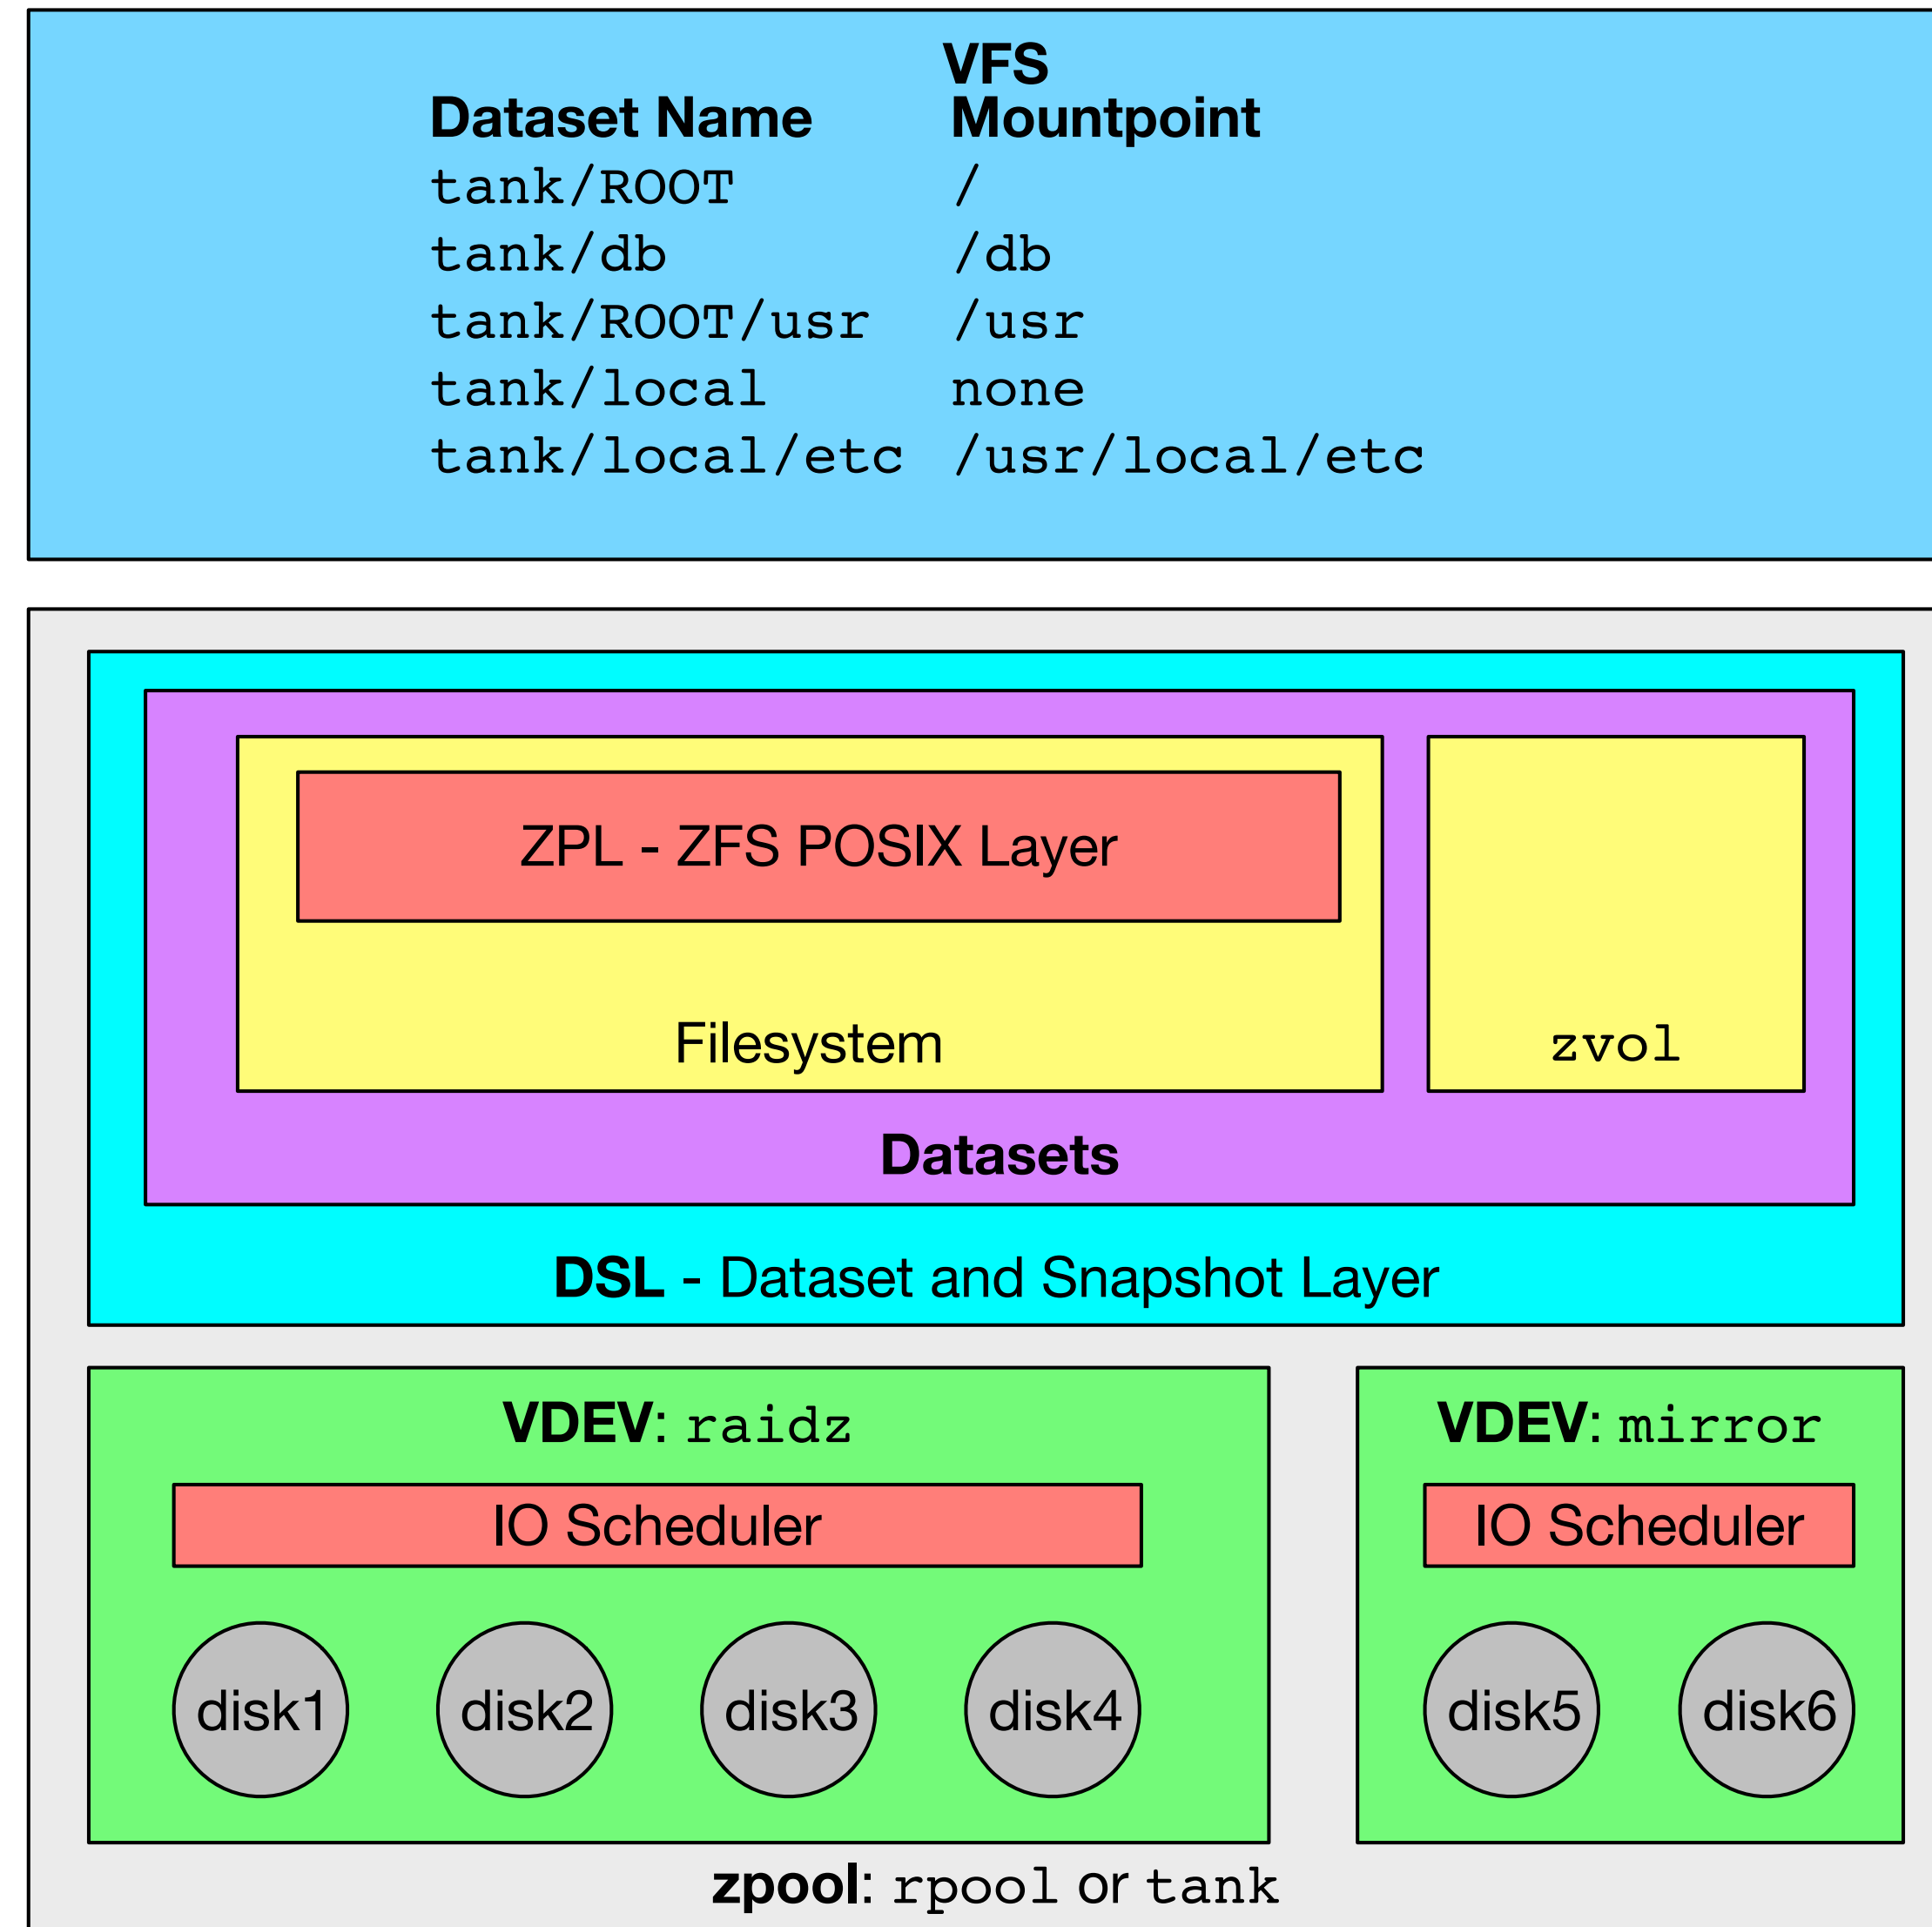 VFS
Dataset Name Mountpoint
tank/ROOT /
tank/db /db
tank/ROOT/usr /usr
tank/local none
tank/local/etc /usr/local/etc
ZPL - ZFS POSIX Layer
Filesystem zvol
Datasets
DSL - Dataset and Snapshot Layer
VDEV: raidz VDEV: mirror
IO Scheduler IO Scheduler
disk1 disk2 disk3 disk4 disk5 disk6
zpool: rpool or tank